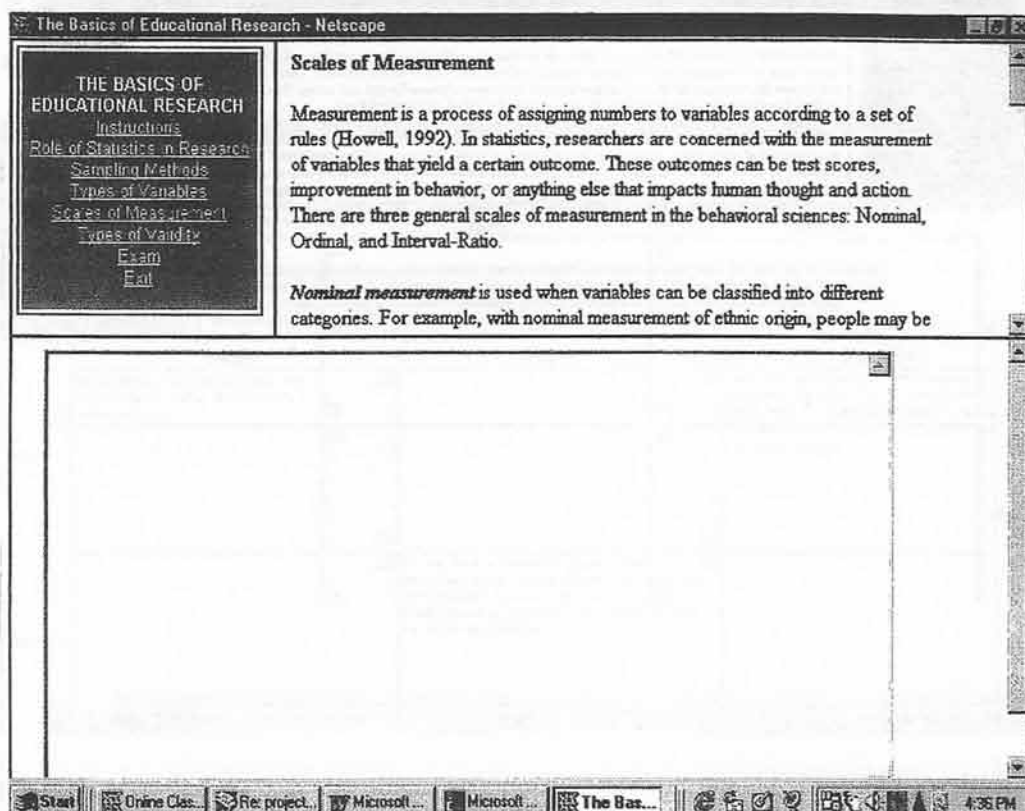 The Basics of Educational Research - Netscape
THE BASICS OF
EDUCATIONAL RESEARCH
Instructions
Role of Statistics in Research
Sampling Methods
Types of Variables
Scales of Measurement
Types of Validity
Exam
Exit
Scales of Measurement
Measurement is a process of assigning numbers to variables according to a set of
rules (Howell, 1992). In statistics, researchers are concerned with the measurement
of variables that yield a certain outcome. These outcomes can be test scores,
improvement in behavior, or anything else that impacts human thought and action.
There are three general scales of measurement in the behavioral sciences: Nominal,
Ordinal, and Interval-Ratio.
Nominal measurement is used when variables can be classified into different
categories. For example, with nominal measurement of ethnic origin, people may be
Start
Online Clas...
Re: project...
Microsoft ...
Microsoft ...
The Bas...
4:38 PM